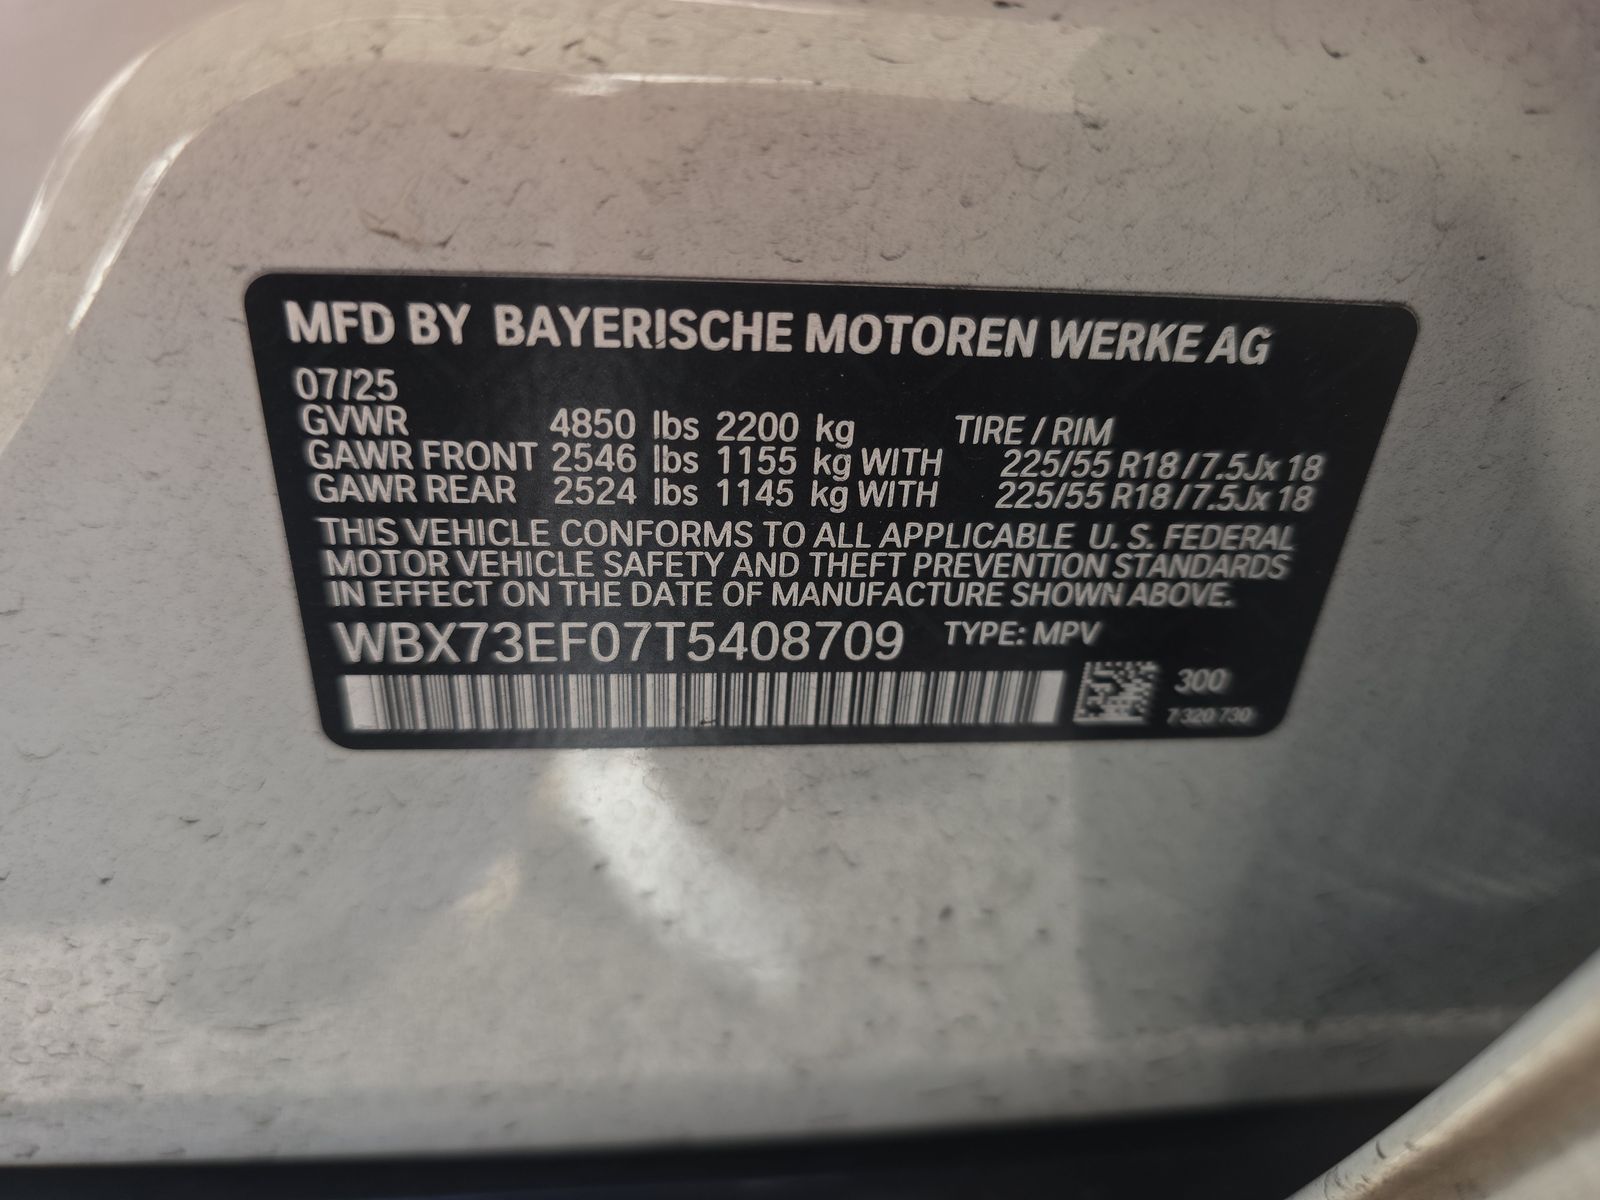 MFD BY BAYERISCHE MOTOREN WERKE AG
07/25
GVWR 4850 lbs 2200 kg TIRE / RIM
GAWR FRONT 2546 lbs 1155 kg WITH 225/55 R18 / 7.5Jx 18
GAWR REAR 2524 lbs 1145 kg WITH 225/55 R18 / 7.5Jx 18
THIS VEHICLE CONFORMS TO ALL APPLICABLE U. S. FEDERAL
MOTOR VEHICLE SAFETY AND THEFT PREVENTION STANDARDS
IN EFFECT ON THE DATE OF MANUFACTURE SHOWN ABOVE.
WBX73EF07T5408709 TYPE: MPV
300
7 320 730